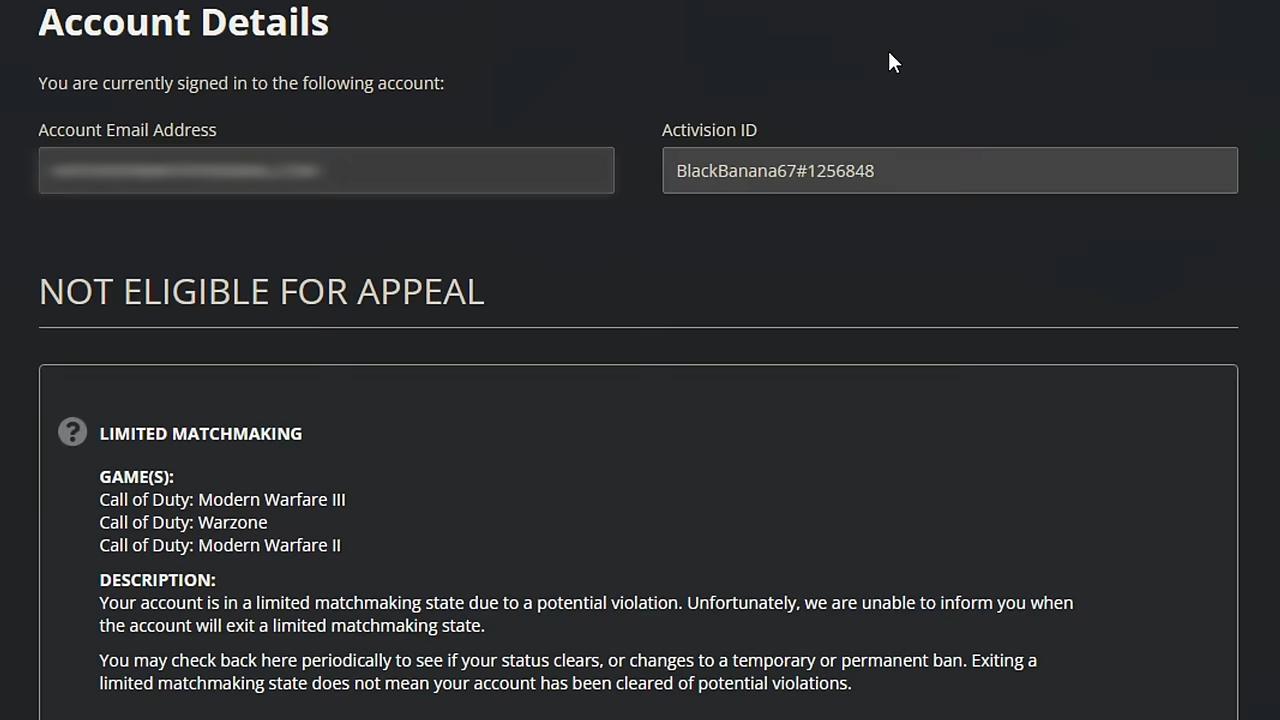 Account Details
You are currently signed in to the following account:
Account Email Address
Activision ID
BlackBanana67#1256848
NOT ELIGIBLE FOR APPEAL
?
LIMITED MATCHMAKING
GAME(S):
Call of Duty: Modern Warfare III
Call of Duty: Warzone
Call of Duty: Modern Warfare II
DESCRIPTION:
Your account is in a limited matchmaking state due to a potential violation. Unfortunately, we are unable to inform you when
the account will exit a limited matchmaking state.
You may check back here periodically to see if your status clears, or changes to a temporary or permanent ban. Exiting a
limited matchmaking state does not mean your account has been cleared of potential violations.